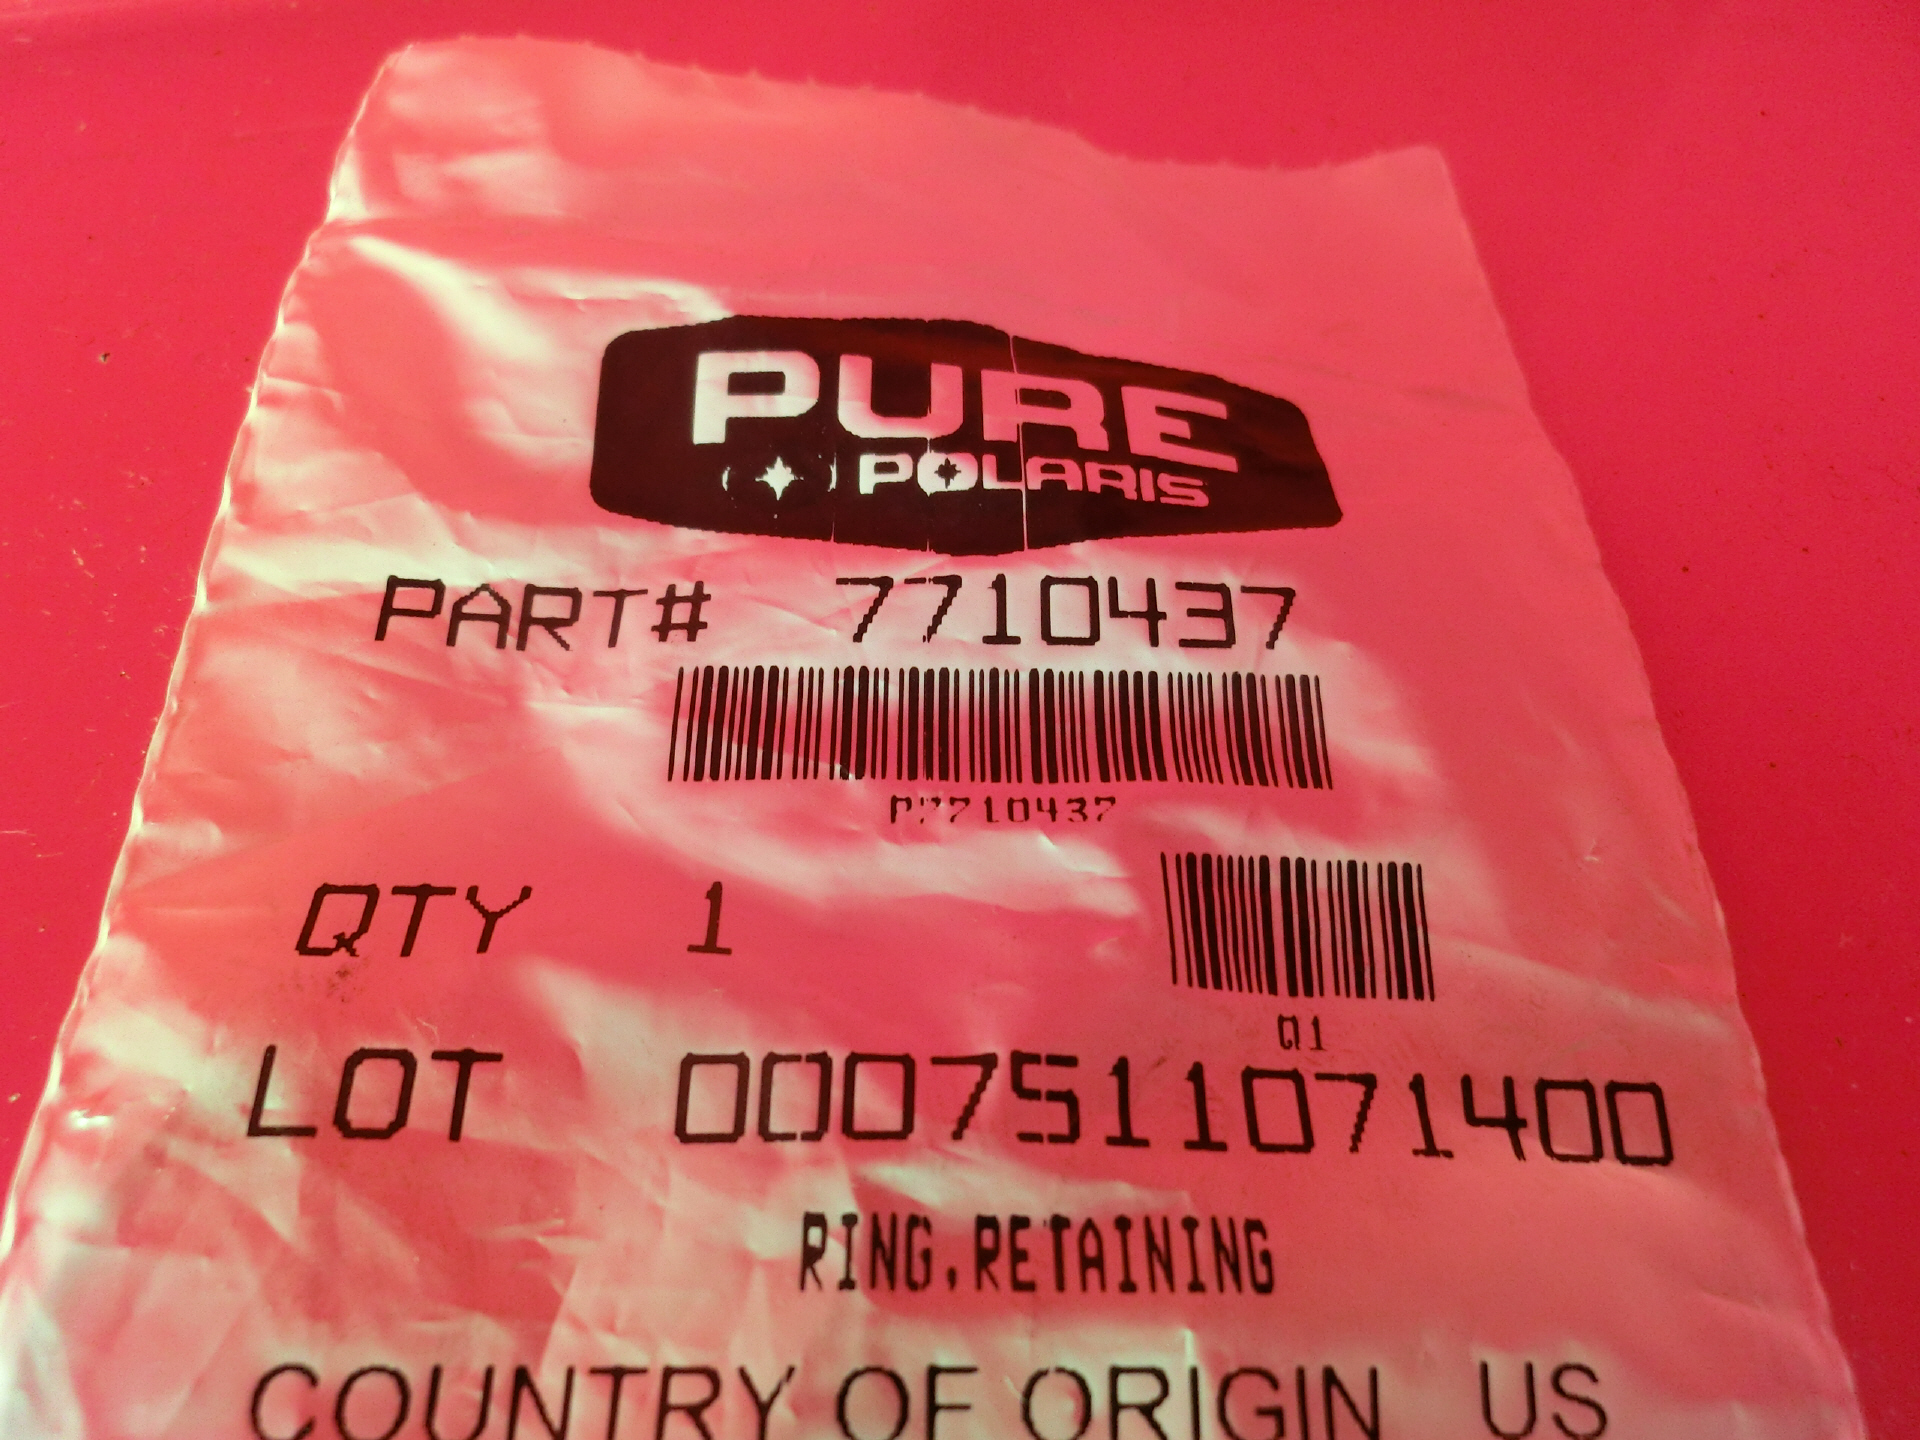 PURE
POLARIS
PART# 7710437
P7710437
QTY 1
Q1
LOT 0007511071400
RING,RETAINING
COUNTRY OF ORIGIN US